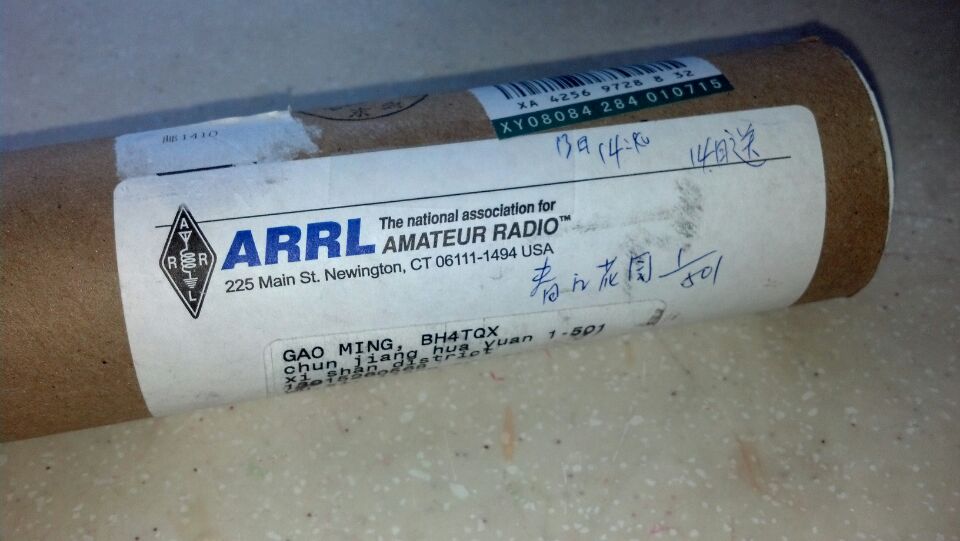 XA 4256 9728 8 32
XY08084 284 010715
邮1410
13日 14
14日送
ARRL
The national association for
AMATEUR RADIO™
225 Main St. Newington, CT 06111-1494 USA
春江花园 1/501
GAO MING, BH4TQX
chun jiang hua yuan 1-501
xi shan district